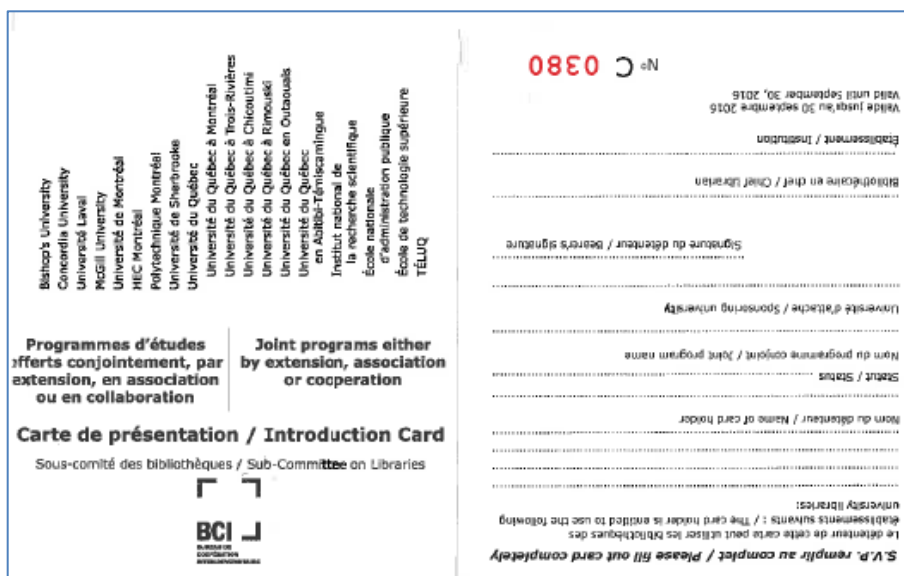 Bishop's University
Concordia University
Université Laval
McGill University
Université de Montréal
HEC Montréal
Polytechnique Montréal
Université de Sherbrooke
Université du Québec
Université du Québec à Montréal
Université du Québec à Trois-Rivières
Université du Québec à Chicoutimi
Université du Québec à Rimouski
Université du Québec en Outaouais
Université du Québec
en Abitibi-Témiscamingue
Institut national de
la recherche scientifique
École nationale
d'administration publique
École de technologie supérieure
TÉLUQ
Programmes d'études
offerts conjointement, par
extension, en association
ou en collaboration
Joint programs either
by extension, association
or cooperation
Carte de présentation / Introduction Card
Sous-comité des bibliothèques / Sub-Committee on Libraries
BCI
BUREAU DE
COOPÉRATION
INTERUNIVERSITAIRE
S.V.P. remplir au complet / Please fill out card completely
Le détenteur de cette carte peut utiliser les bibliothèques des
établissements suivants : / The card holder is entitled to use the following
university libraries:
Nom du détenteur / Name of card holder
Statut / Status
Nom du programme conjoint / Joint program name
Université d'attache / Sponsoring university
Signature du détenteur / Bearer's signature
Bibliothécaire en chef / Chief Librarian
Établissement / Institution
Valide jusqu'au 30 septembre 2016
Valid until September 30, 2016
N° C 0380